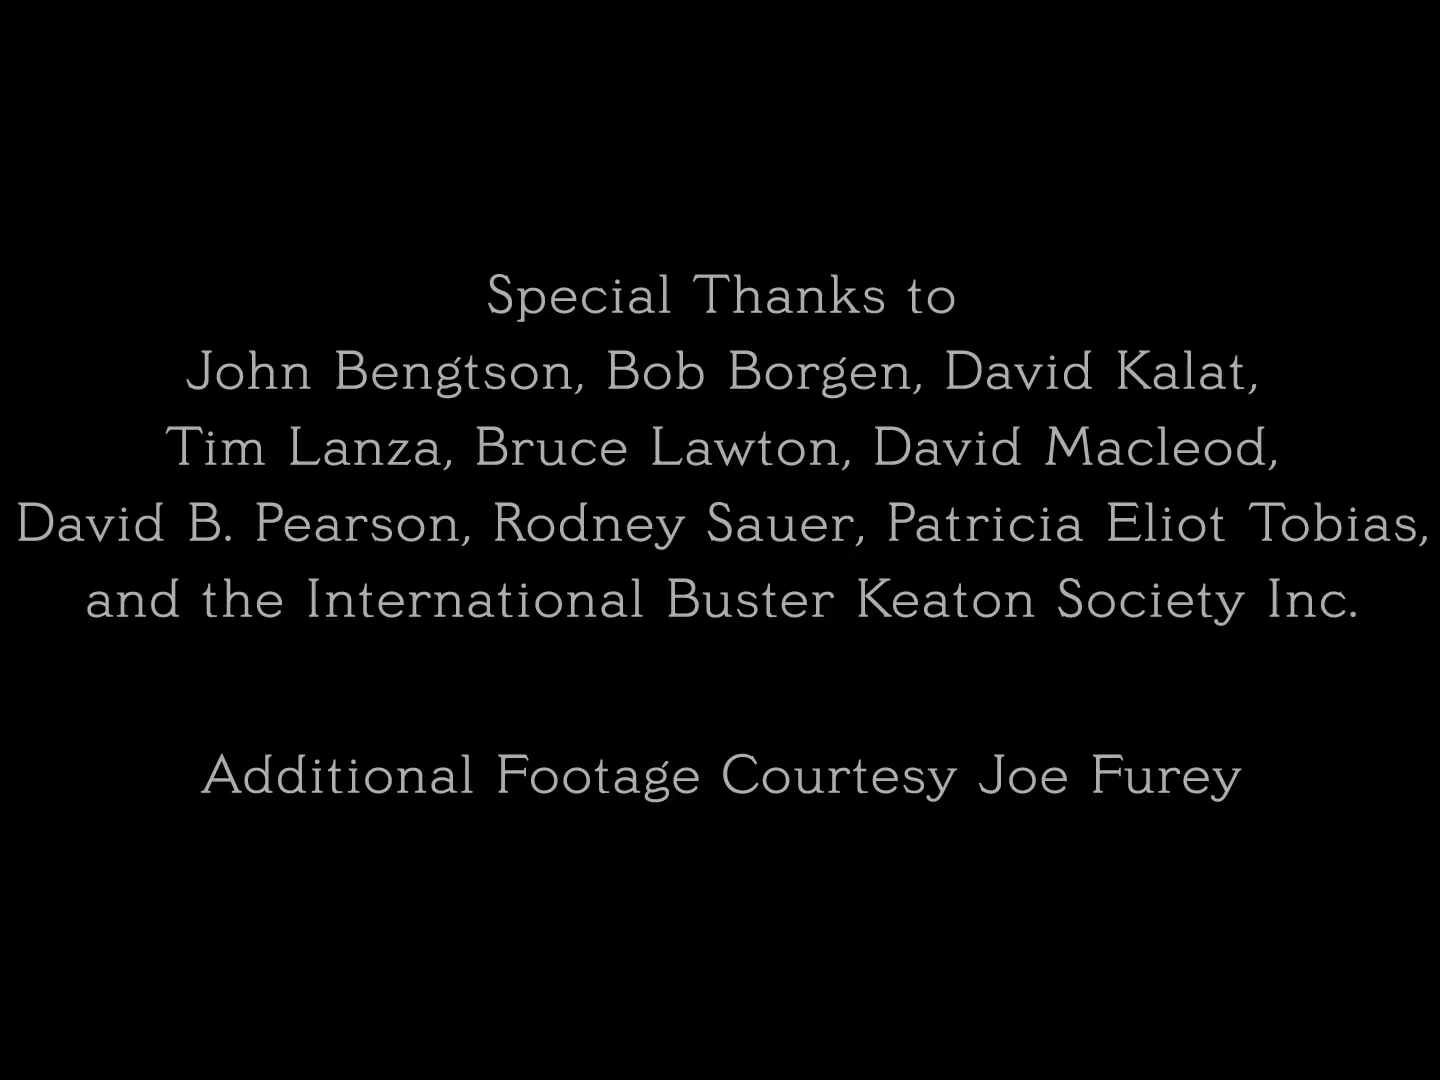 Special Thanks to
John Bengtson, Bob Borgen, David Kalat,
Tim Lanza, Bruce Lawton, David Macleod,
David B. Pearson, Rodney Sauer, Patricia Eliot Tobias,
and the International Buster Keaton Society Inc.
Additional Footage Courtesy Joe Furey